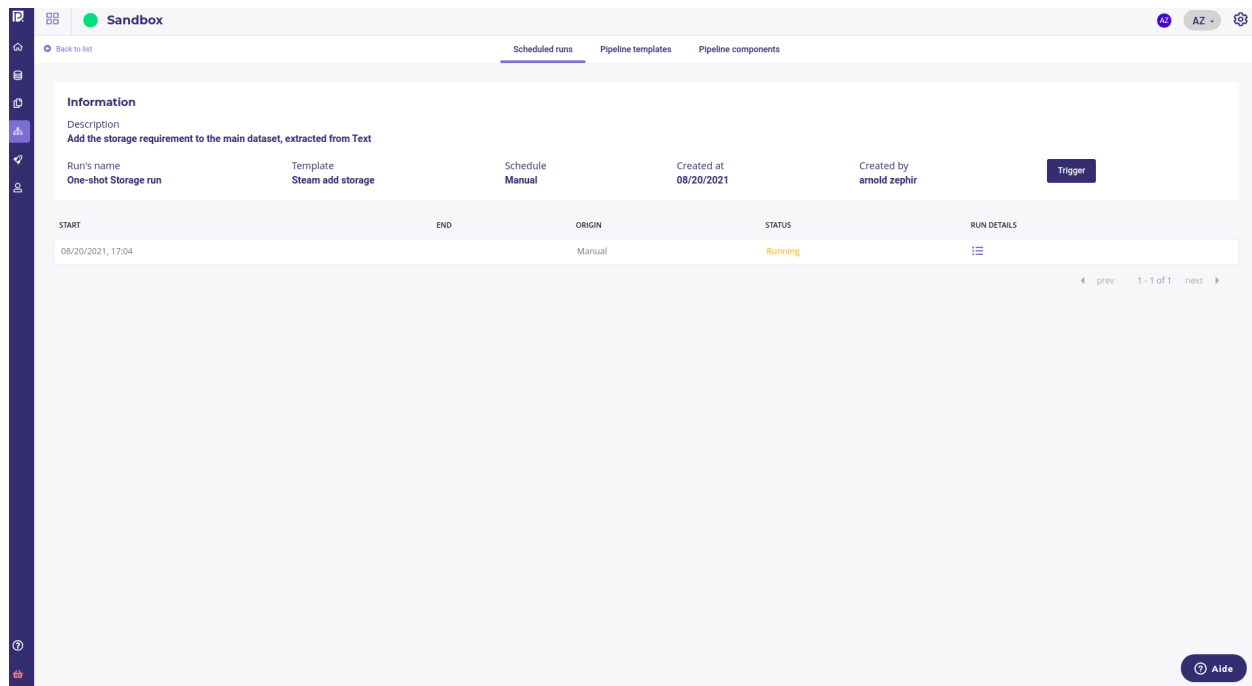 Sandbox
AZ
AZ
Back to list
Scheduled runs
Pipeline templates
Pipeline components
Information
Description
Add the storage requirement to the main dataset, extracted from Text
Run's name
Template
Schedule
Created at
Created by
One-shot Storage run
Steam add storage
Manual
08/20/2021
arnold zephir
Trigger
START
END
ORIGIN
STATUS
RUN DETAILS
08/20/2021, 17:04
Manual
Running
prev
1 - 1 of 1
next
Aide